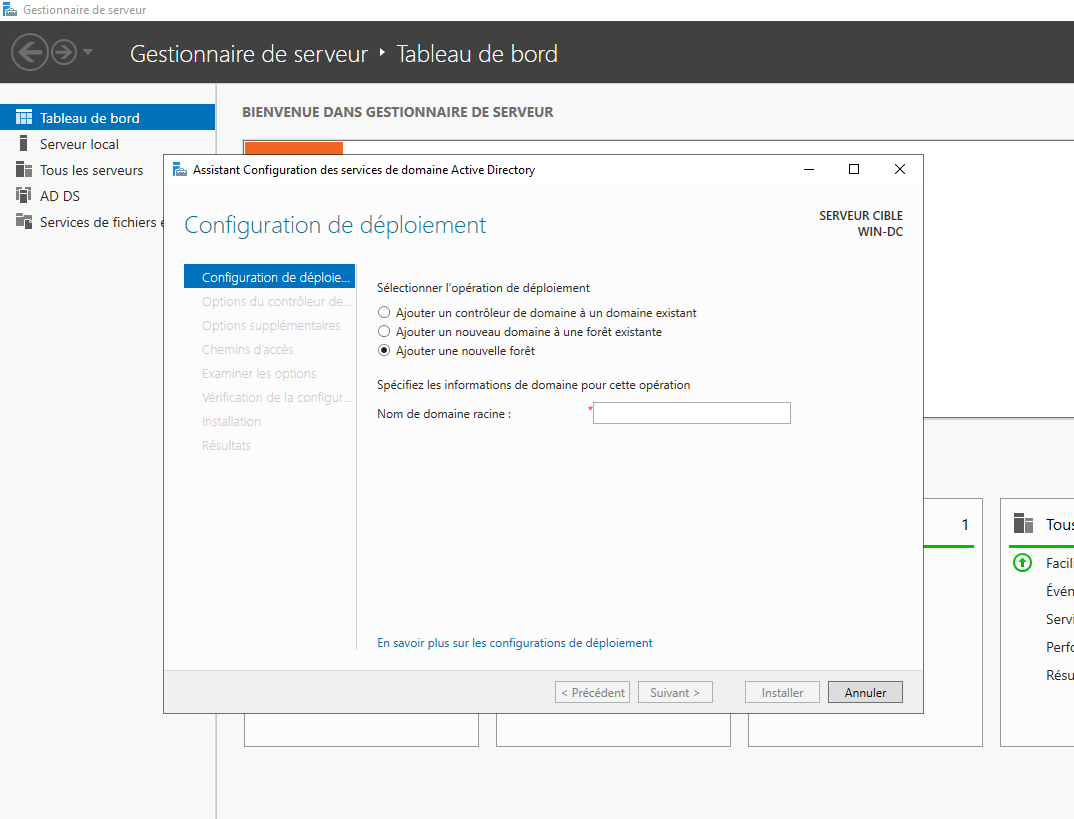 Gestionnaire de serveur
Gestionnaire de serveur ‣ Tableau de bord
Tableau de bord
Serveur local
Tous les serveurs
AD DS
Services de fichiers
BIENVENUE DANS GESTIONNAIRE DE SERVEUR
Assistant Configuration des services de domaine Active Directory
Configuration de déploiement
SERVEUR CIBLE
WIN-DC
Configuration de déploie...
Options du contrôleur de...
Options supplémentaires
Chemins d'accès
Examiner les options
Vérification de la configur...
Installation
Résultats
Sélectionner l'opération de déploiement
Ajouter un contrôleur de domaine à un domaine existant
Ajouter un nouveau domaine à une forêt existante
Ajouter une nouvelle forêt
Spécifiez les informations de domaine pour cette opération
Nom de domaine racine : *
En savoir plus sur les configurations de déploiement
< Précédent
Suivant >
Installer
Annuler
1
Tous
Facil
Évén
Servi
Perfo
Résu